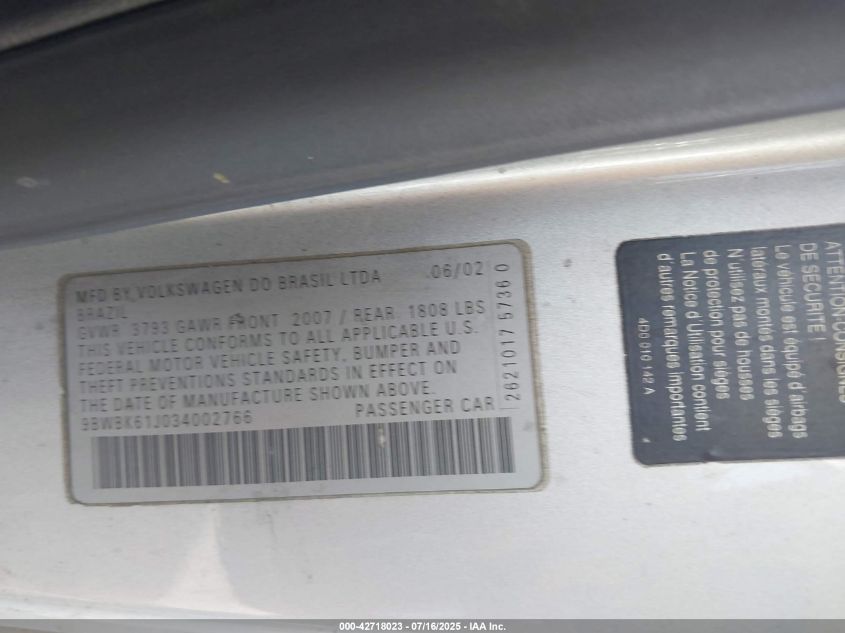 MFD BY VOLKSWAGEN DO BRASIL LTDA 06/02
BRAZIL
GVWR 3793 GAWR FRONT 2007 / REAR 1808 LBS
THIS VEHICLE CONFORMS TO ALL APPLICABLE U.S.
FEDERAL MOTOR VEHICLE SAFETY, BUMPER AND
THEFT PREVENTIONS STANDARDS IN EFFECT ON
THE DATE OF MANUFACTURE SHOWN ABOVE.
9BWBK61J034002766 PASSENGER CAR
2621017 57360
ATTENTION CONSIGNES
DE SECURITE !
Le véhicule est équipé d'airbags
latéraux montés dans les sièges
N'utilisez pas de housses
de protection pour sièges
La Notice d'Utilisation contient
d'autres remarques importantes
4D0 010 142 A
000-42718023 - 07/16/2025 - IAA Inc.